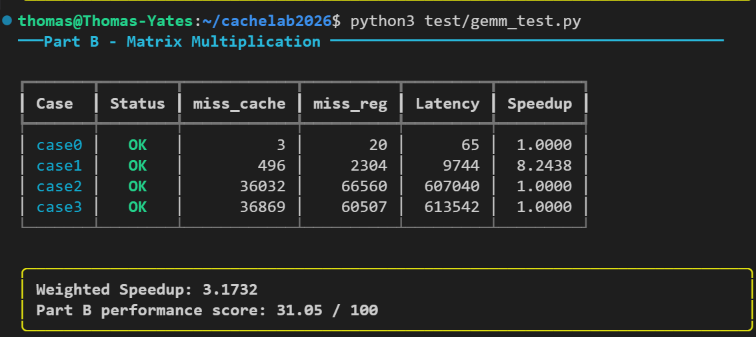 thomas@Thomas-Yates:~/cachelab2026$ python3 test/gemm_test.py
Part B - Matrix Multiplication
Case Status miss_cache miss_reg Latency Speedup
case0 OK 3 20 65 1.0000
case1 OK 496 2304 9744 8.2438
case2 OK 36032 66560 607040 1.0000
case3 OK 36869 60507 613542 1.0000
Weighted Speedup: 3.1732
Part B performance score: 31.05 / 100